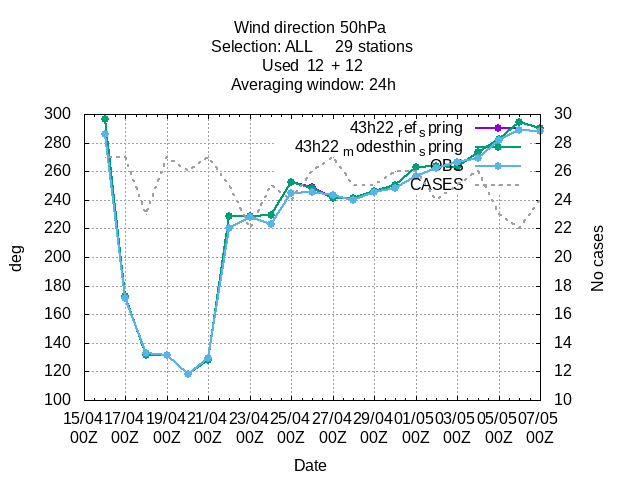 Wind direction 50hPa
Selection: ALL 29 stations
Used 12 + 12
Averaging window: 24h
300 30
280 28
260 26
240 24
220 22
200 20
180 18
160 16
140 14
120 12
100 10
43h22 ref spring
43h22 modesthin spring
OBS
CASES
deg
No cases
15/04 17/04 19/04 21/04 23/04 25/04 27/04 29/04 01/05 03/05 05/05 07/05
00Z 00Z 00Z 00Z 00Z 00Z 00Z 00Z 00Z 00Z 00Z 00Z
Date